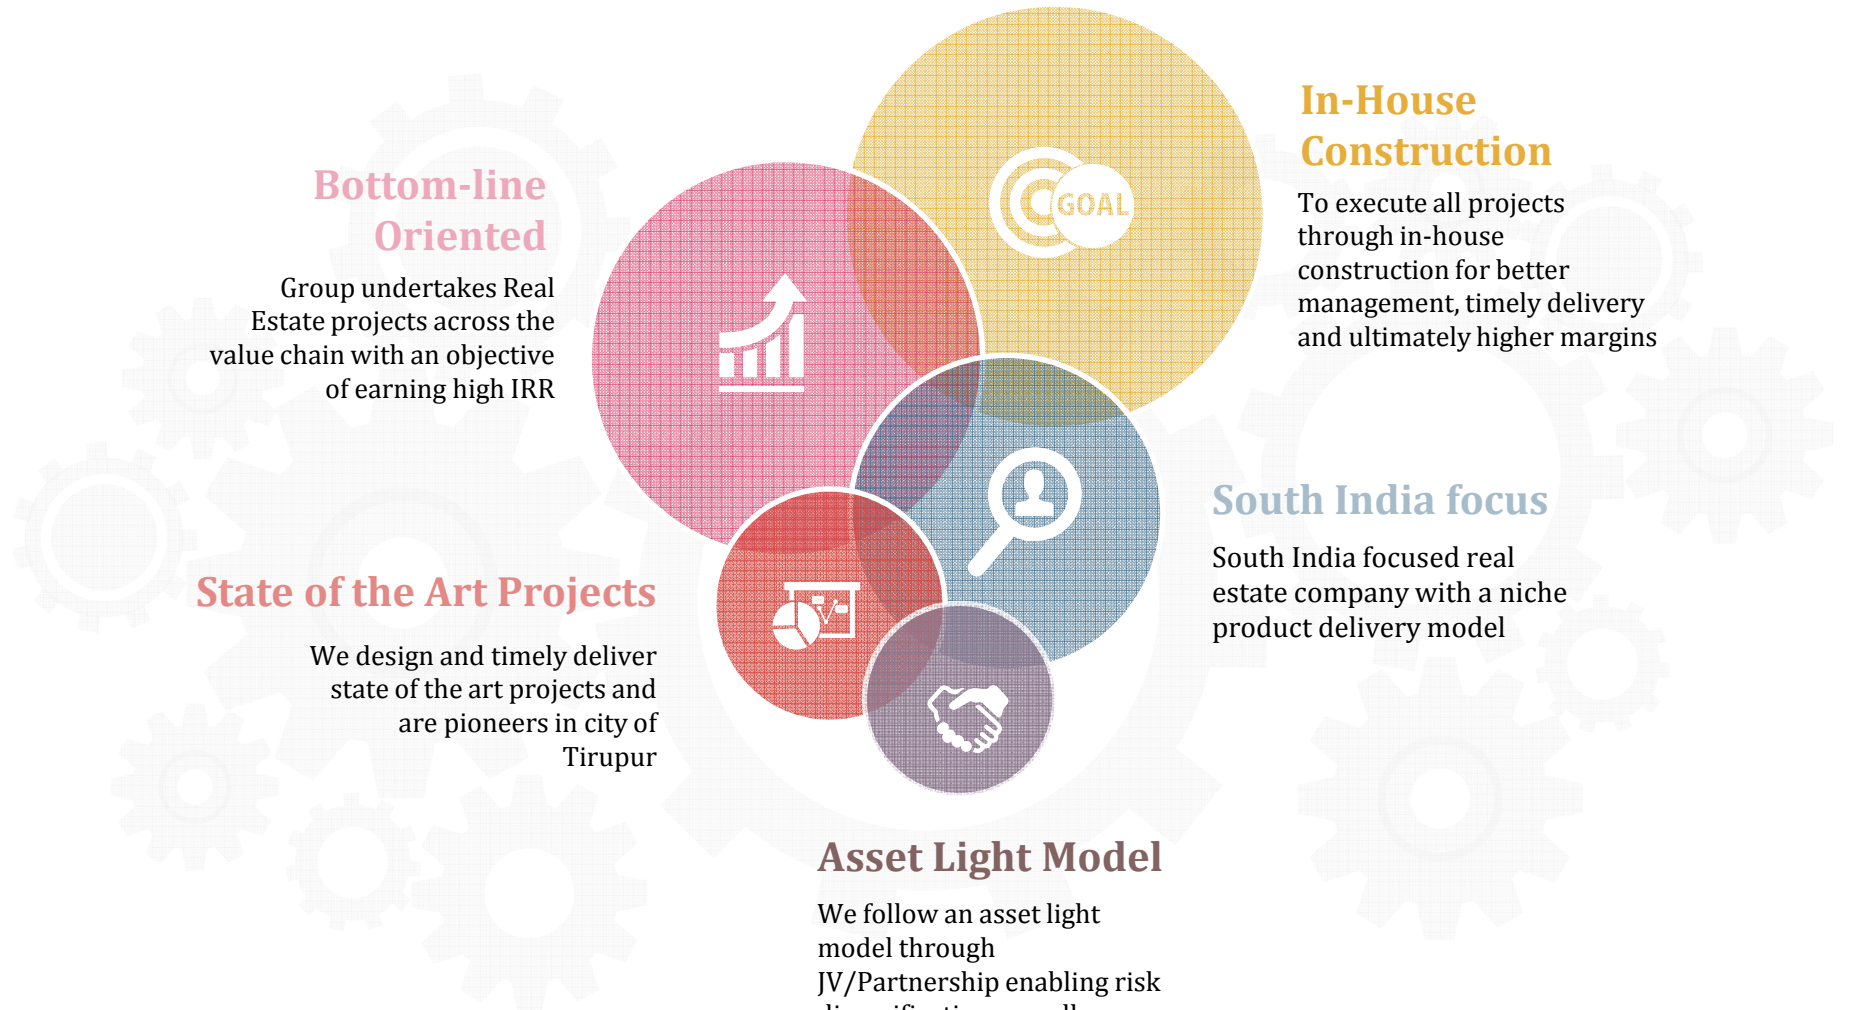 In-House
Construction
To execute all projects
through in-house
construction for better
management, timely delivery
and ultimately higher margins
GOAL
Bottom-line
Oriented
Group undertakes Real
Estate projects across the
value chain with an objective
of earning high IRR
South India focus
South India focused real
estate company with a niche
product delivery model
State of the Art Projects
We design and timely deliver
state of the art projects and
are pioneers in city of
Tirupur
Asset Light Model
We follow an asset light
model through
JV/Partnership enabling risk